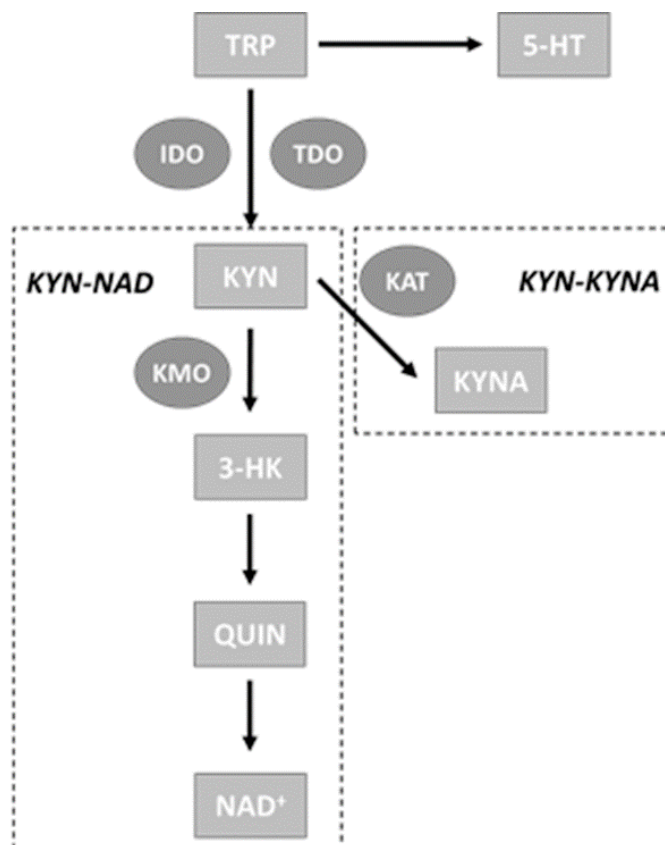 TRP
5-HT
IDO
TDO
KYN-NAD
KYN
KAT
KYN-KYNA
KMO
KYNA
3-HK
QUIN
NAD⁺